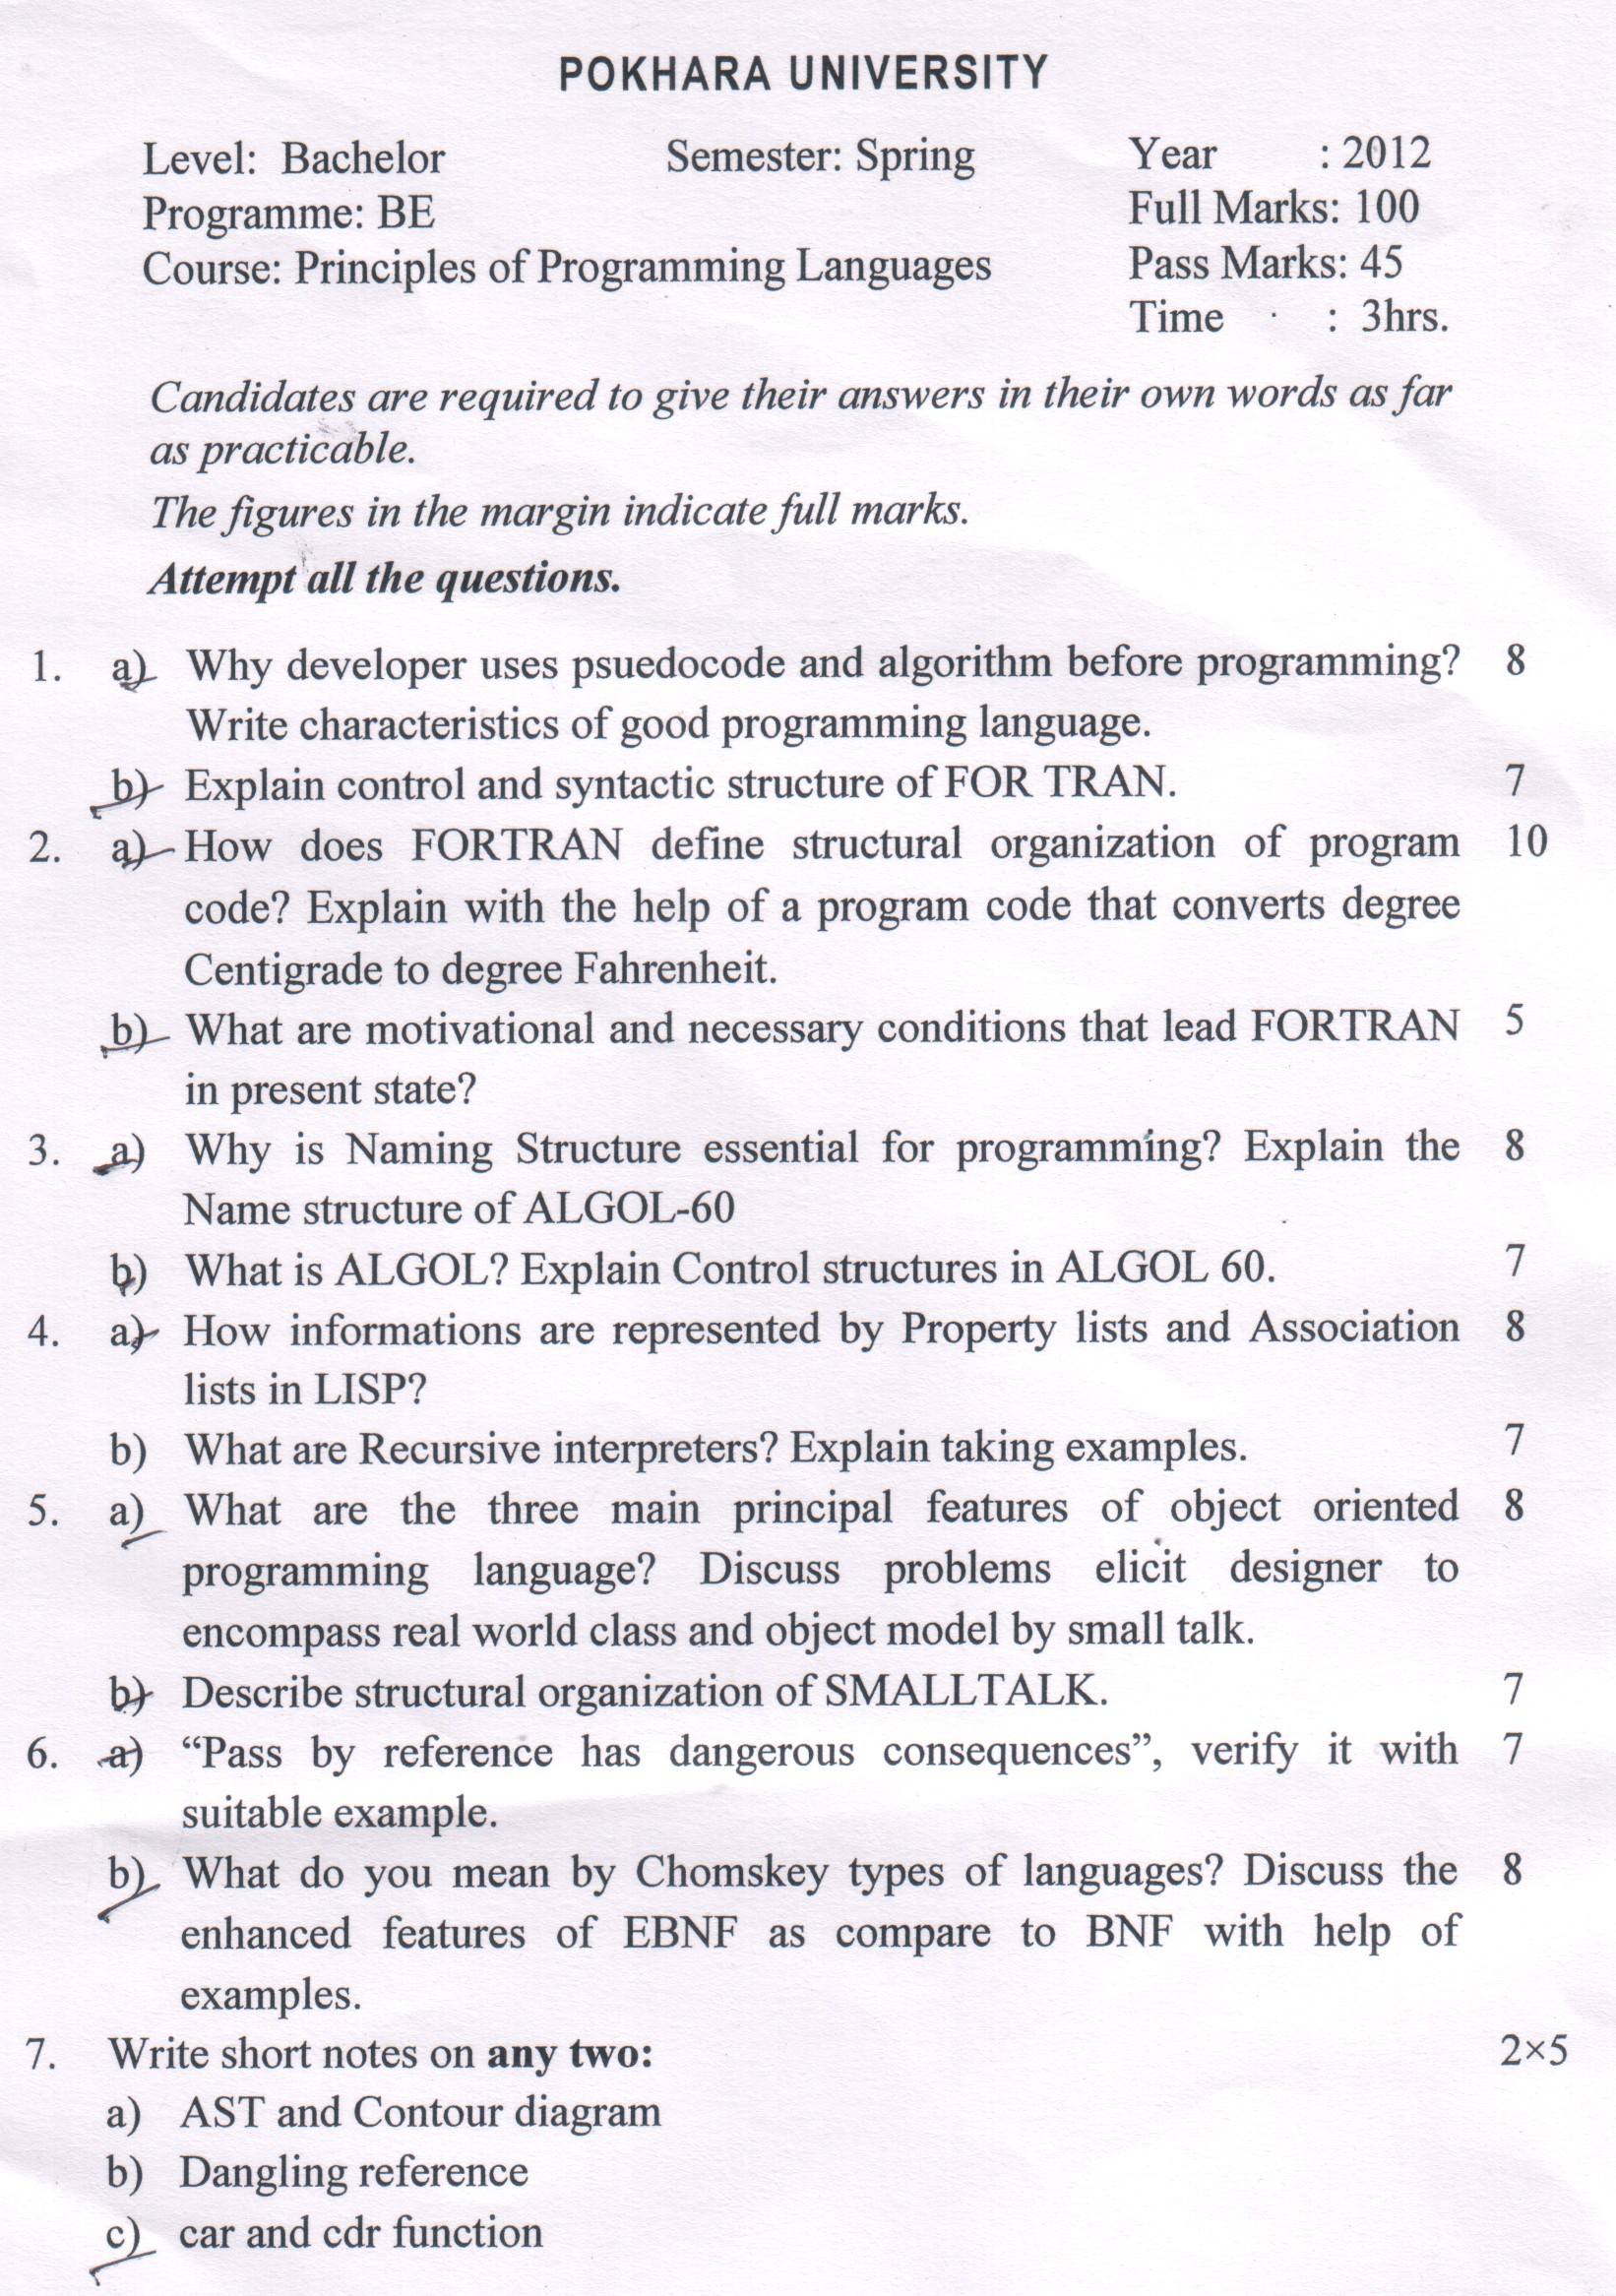 POKHARA UNIVERSITY
Level: Bachelor Semester: Spring Year : 2012
Programme: BE Full Marks: 100
Course: Principles of Programming Languages Pass Marks: 45
Time : 3hrs.
Candidates are required to give their answers in their own words as far
as practicable.
The figures in the margin indicate full marks.
Attempt all the questions.
1. a) Why developer uses psuedocode and algorithm before programming? 8
Write characteristics of good programming language.
b) Explain control and syntactic structure of FOR TRAN. 7
2. a) How does FORTRAN define structural organization of program 10
code? Explain with the help of a program code that converts degree
Centigrade to degree Fahrenheit.
b) What are motivational and necessary conditions that lead FORTRAN 5
in present state?
3. a) Why is Naming Structure essential for programming? Explain the 8
Name structure of ALGOL-60
b) What is ALGOL? Explain Control structures in ALGOL 60. 7
4. a) How informations are represented by Property lists and Association 8
lists in LISP?
b) What are Recursive interpreters? Explain taking examples. 7
5. a) What are the three main principal features of object oriented 8
programming language? Discuss problems elicit designer to
encompass real world class and object model by small talk.
b) Describe structural organization of SMALLTALK. 7
6. a) “Pass by reference has dangerous consequences”, verify it with 7
suitable example.
b) What do you mean by Chomskey types of languages? Discuss the 8
enhanced features of EBNF as compare to BNF with help of
examples.
7. Write short notes on any two: 2×5
a) AST and Contour diagram
b) Dangling reference
c) car and cdr function